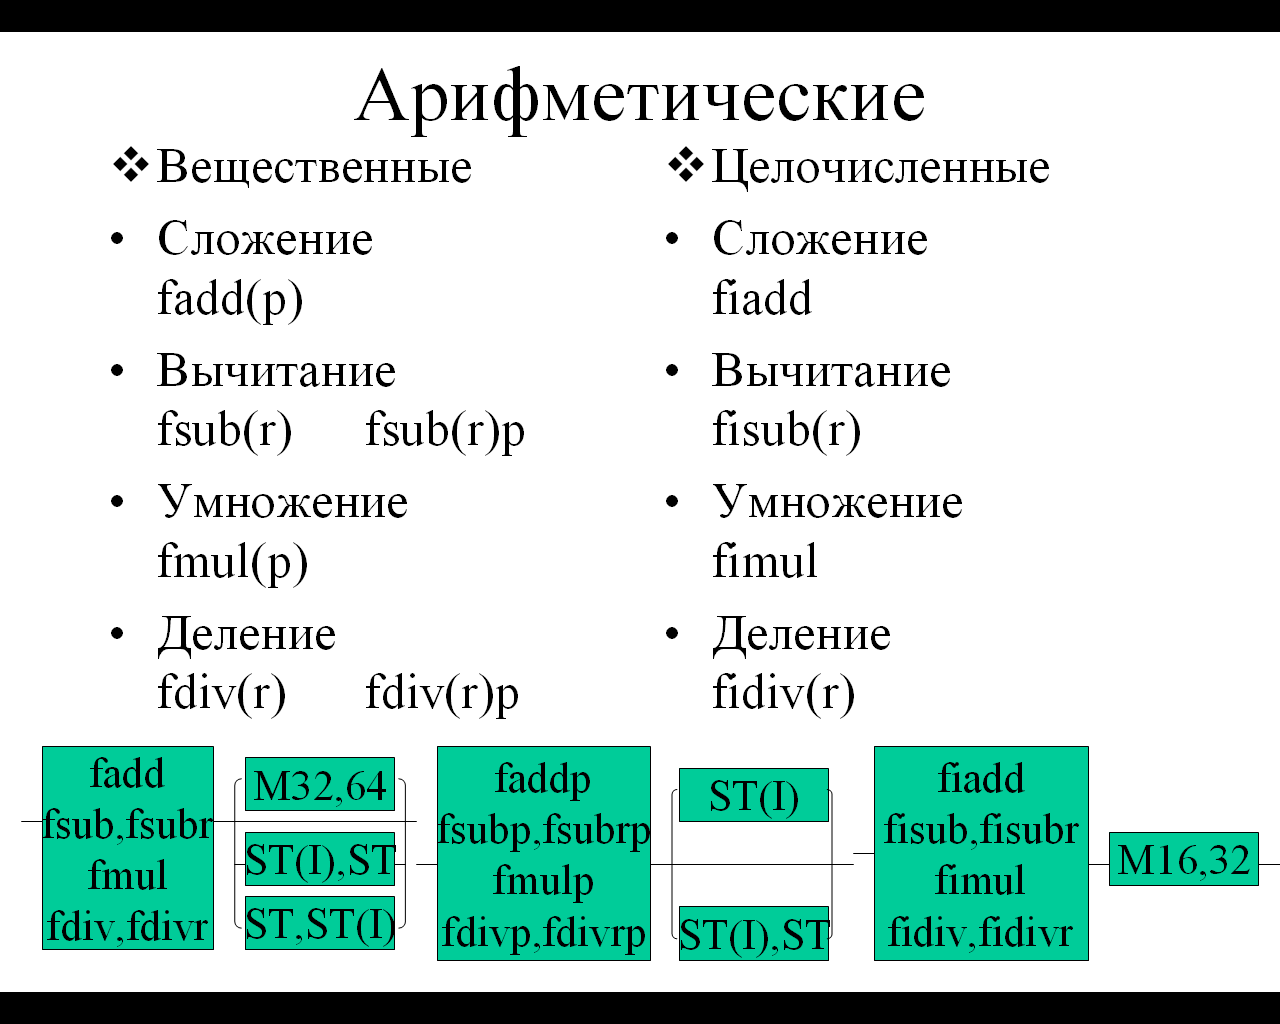 Арифметические
❖ Вещественные
• Сложение
fadd(p)
• Вычитание
fsub(r) fsub(r)p
• Умножение
fmul(p)
• Деление
fdiv(r) fdiv(r)p
❖ Целочисленные
• Сложение
fiadd
• Вычитание
fisub(r)
• Умножение
fimul
• Деление
fidiv(r)
fadd
fsub,fsubr
fmul
fdiv,fdivr
M32,64
ST(I),ST
ST,ST(I)
faddp
fsubp,fsubrp
fmulp
fdivp,fdivrp
ST(I)
ST(I),ST
fiadd
fisub,fisubr
fimul
fidiv,fidivr
M16,32